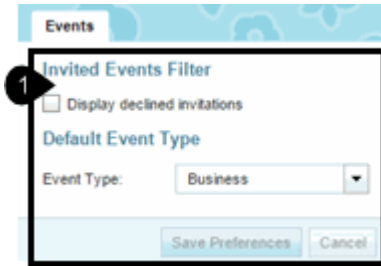 Events
Invited Events Filter
1
Display declined invitations
Default Event Type
Event Type: Business
Save Preferences Cancel